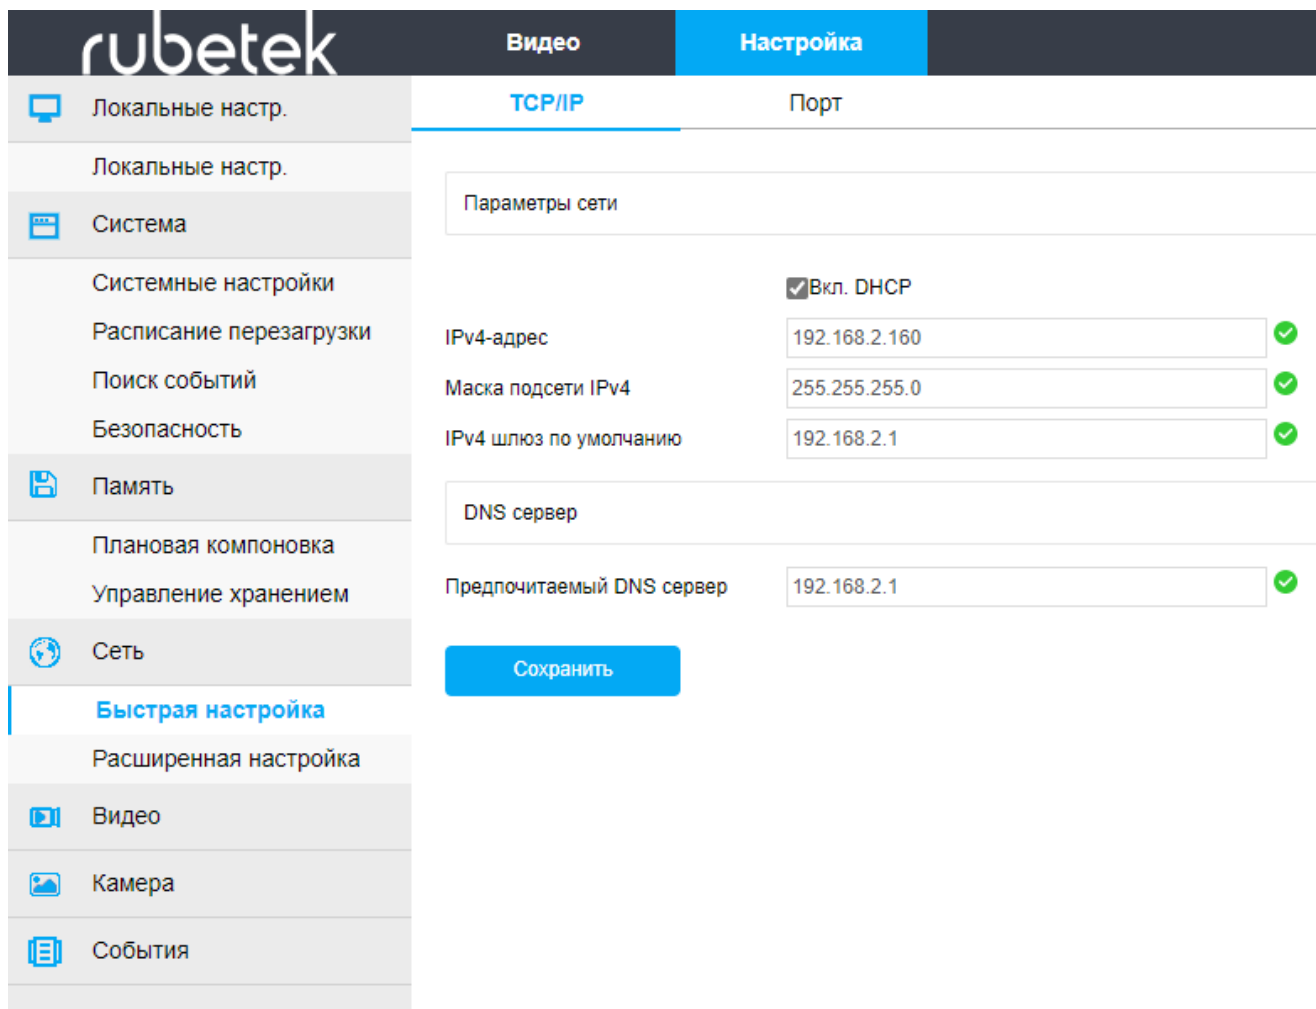 rubetek
Видео
Настройка
Локальные настр.
Локальные настр.
Система
Системные настройки
Расписание перезагрузки
Поиск событий
Безопасность
Память
Плановая компоновка
Управление хранением
Сеть
Быстрая настройка
Расширенная настройка
Видео
Камера
События
TCP/IP
Порт
Параметры сети
Вкл. DHCP
IPv4-адрес 192.168.2.160
Маска подсети IPv4 255.255.255.0
IPv4 шлюз по умолчанию 192.168.2.1
DNS сервер
Предпочитаемый DNS сервер 192.168.2.1
Сохранить